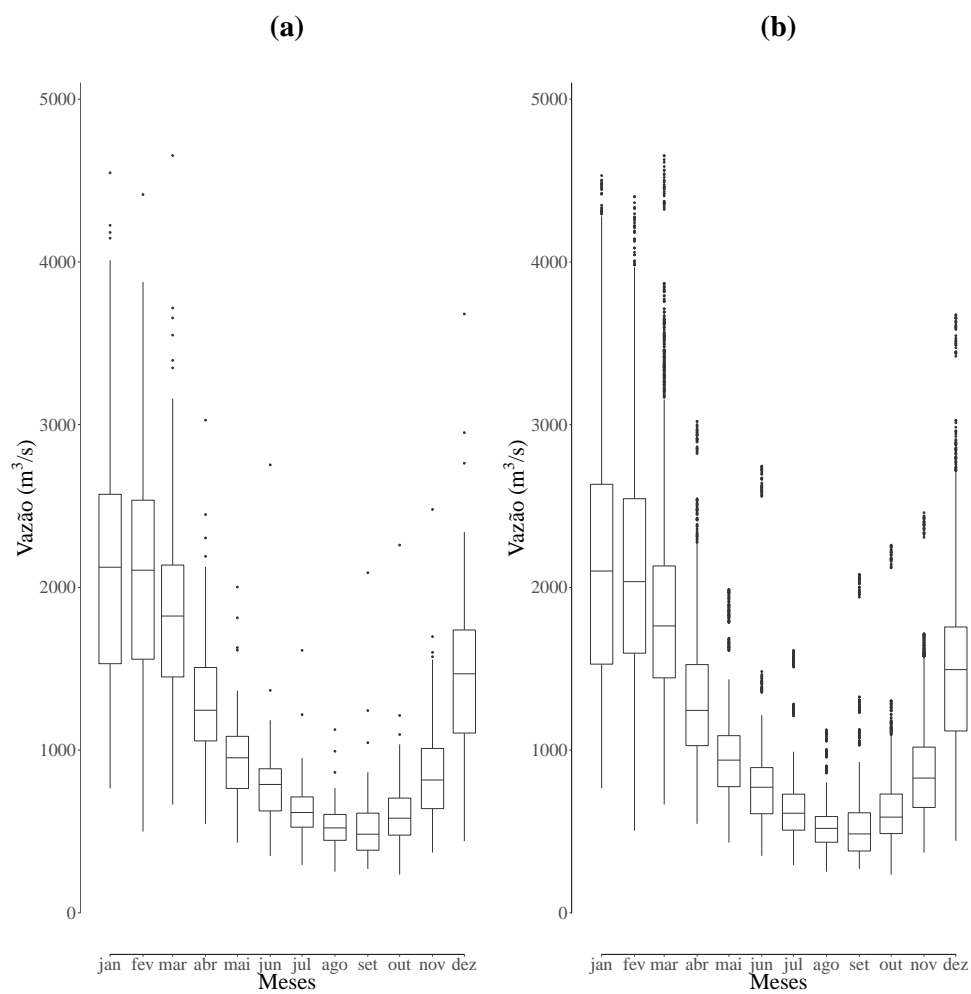 (a)
5000
4000
3000
2000
1000
0
Vazão (m³/s)
jan fev mar abr mai jun jul ago set out nov dez
Meses
(b)
5000
4000
3000
2000
1000
0
Vazão (m³/s)
jan fev mar abr mai jun jul ago set out nov dez
Meses